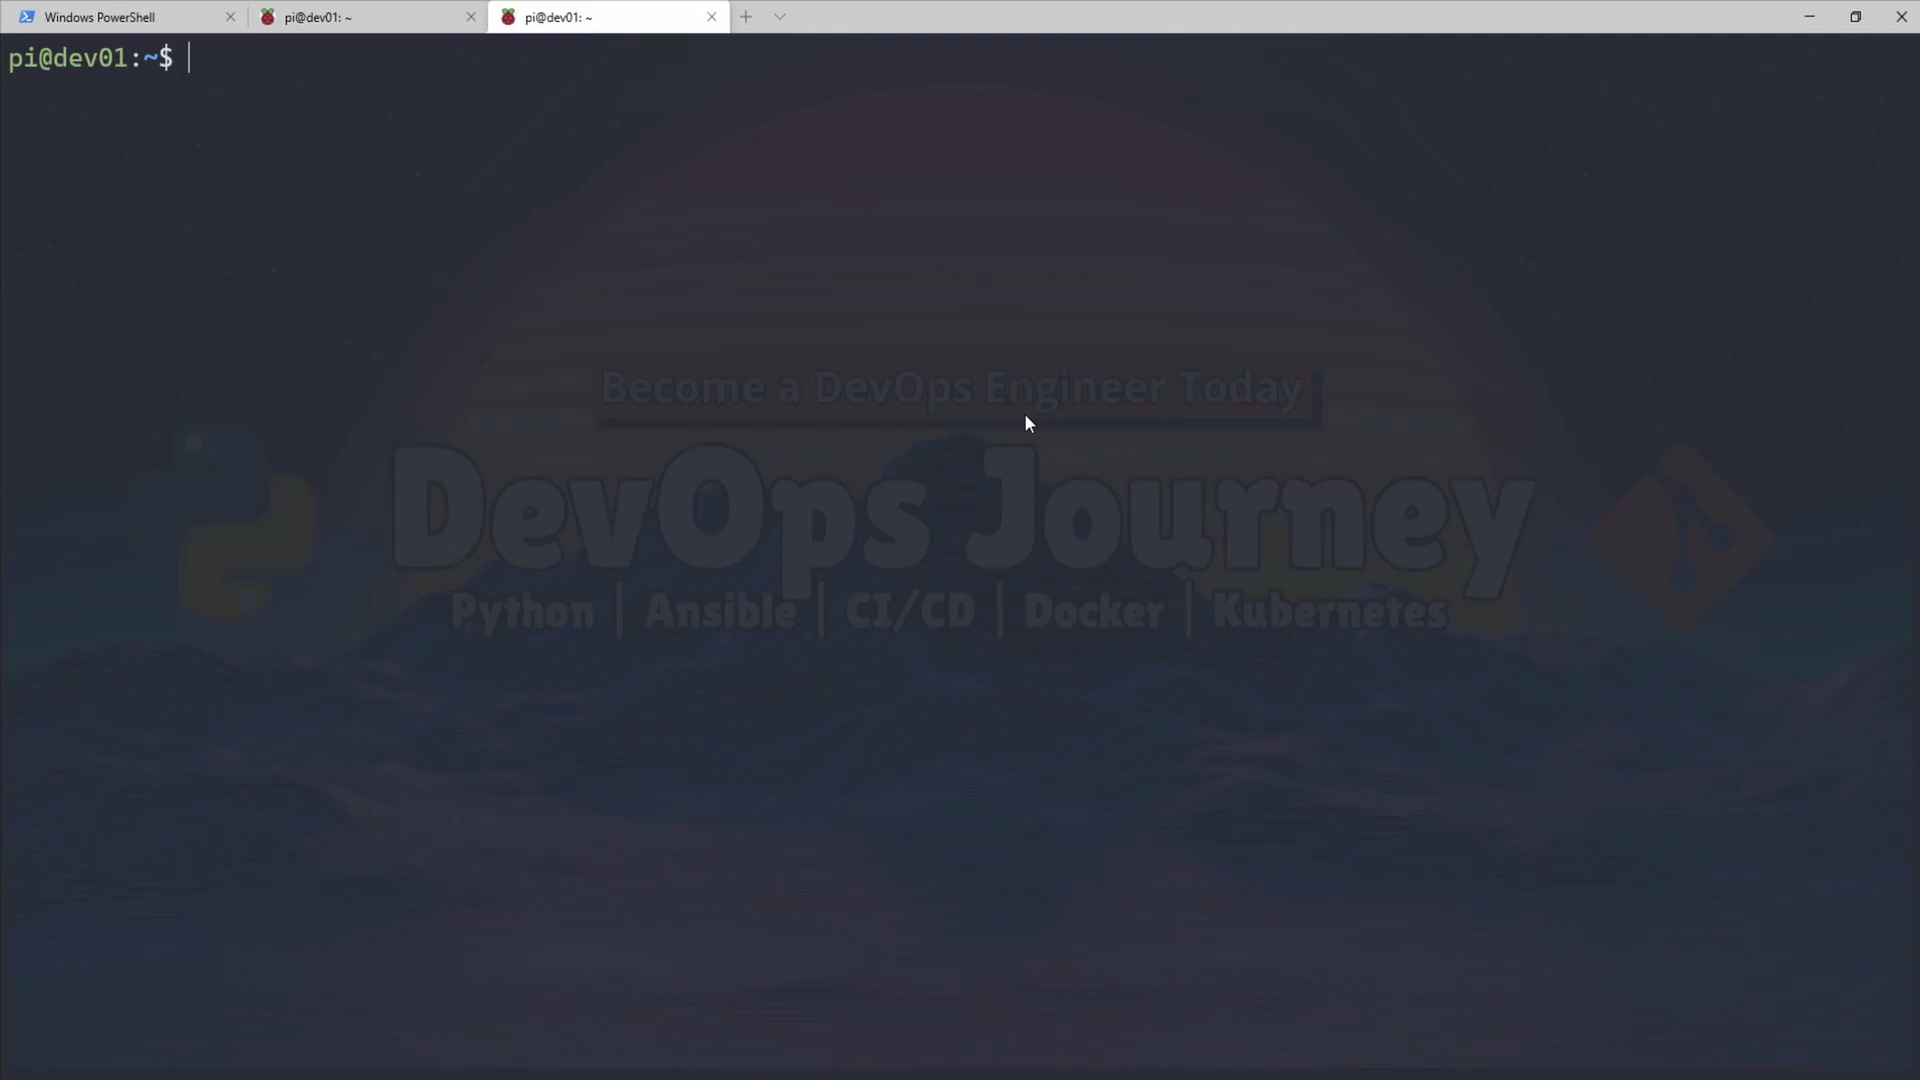 Windows PowerShell
pi@dev01: ~
pi@dev01: ~
pi@dev01:~$
Become a DevOps Engineer Today
DevOps Journey
Python | Ansible | CI/CD | Docker | Kubernetes